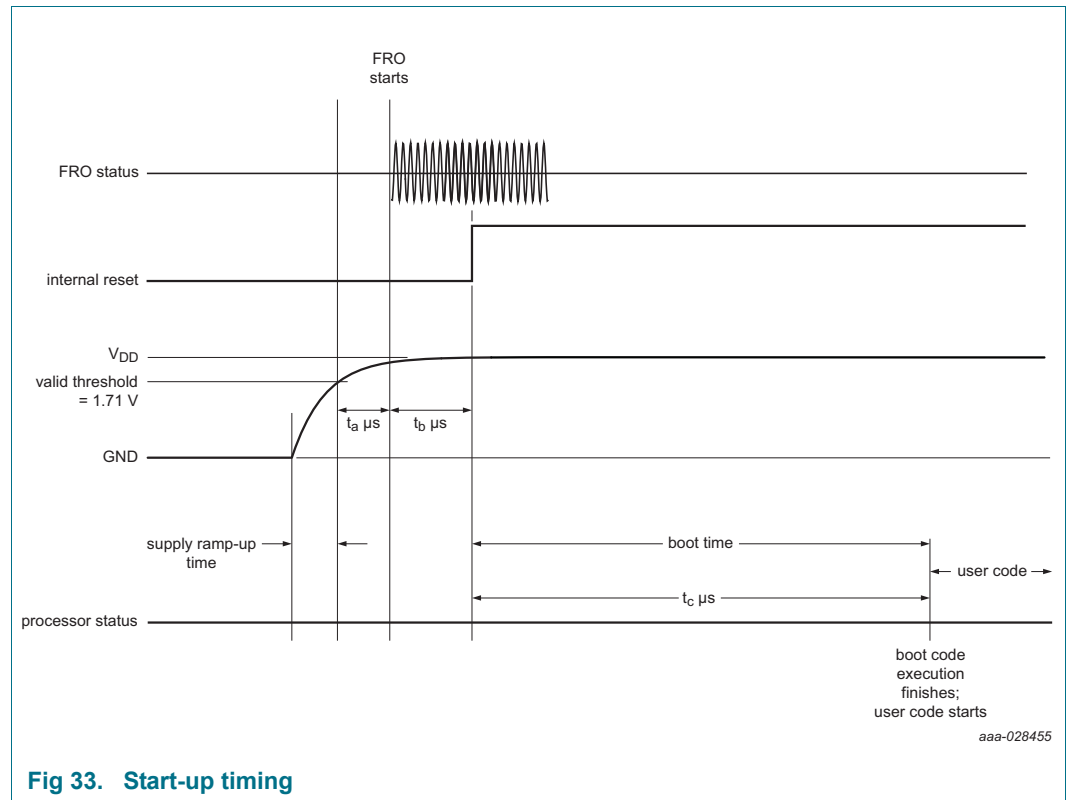 FRO
starts
FRO status
internal reset
VDD
valid threshold
= 1.71 V
ta μs
tb μs
GND
supply ramp-up
time
boot time
user code
tc μs
processor status
boot code
execution
finishes;
user code starts
aaa-028455
Fig 33. Start-up timing